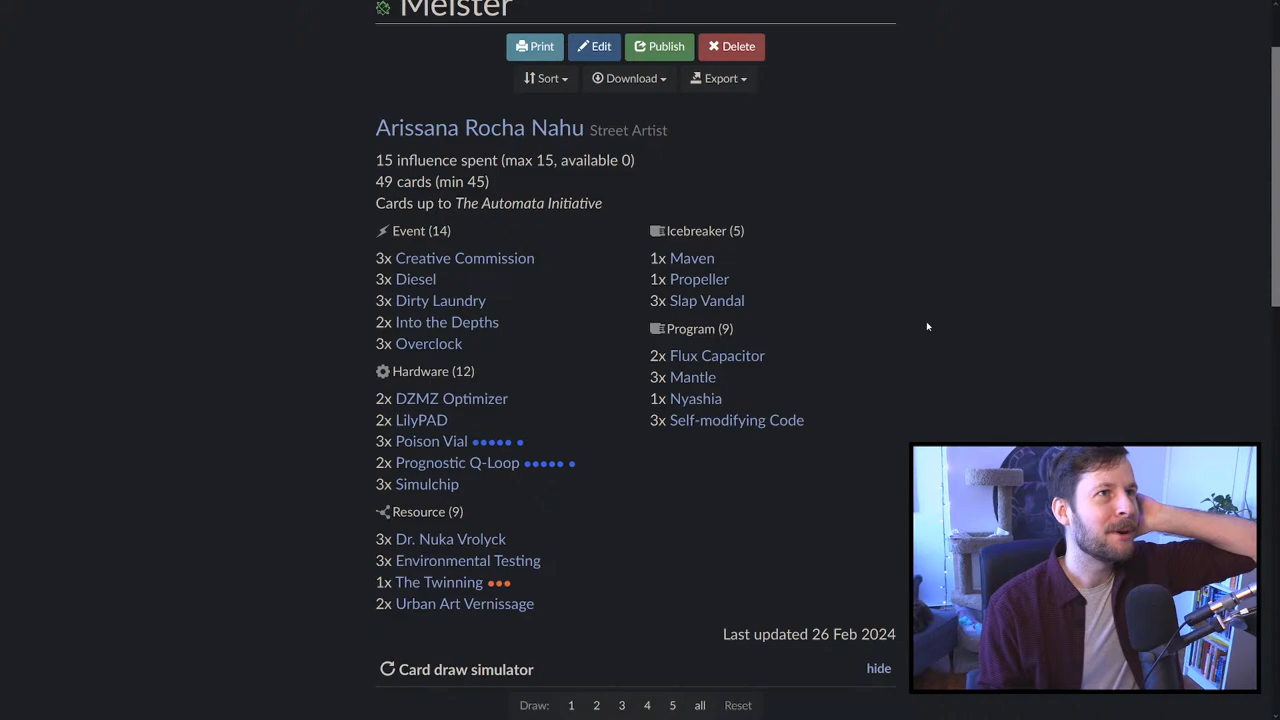 Meister
Print Edit Publish Delete
Sort Download Export
Arissana Rocha Nahu Street Artist
15 influence spent (max 15, available 0)
49 cards (min 45)
Cards up to The Automata Initiative
Event (14)
3x Creative Commission
3x Diesel
3x Dirty Laundry
2x Into the Depths
3x Overclock
Hardware (12)
2x DZMZ Optimizer
2x LilyPAD
3x Poison Vial
2x Prognostic Q-Loop
3x Simulchip
Resource (9)
3x Dr. Nuka Vrolyck
3x Environmental Testing
1x The Twinning
2x Urban Art Vernissage
Icebreaker (5)
1x Maven
1x Propeller
3x Slap Vandal
Program (9)
2x Flux Capacitor
3x Mantle
1x Nyashia
3x Self-modifying Code
Last updated 26 Feb 2024
Card draw simulator hide
Draw: 1 2 3 4 5 all Reset